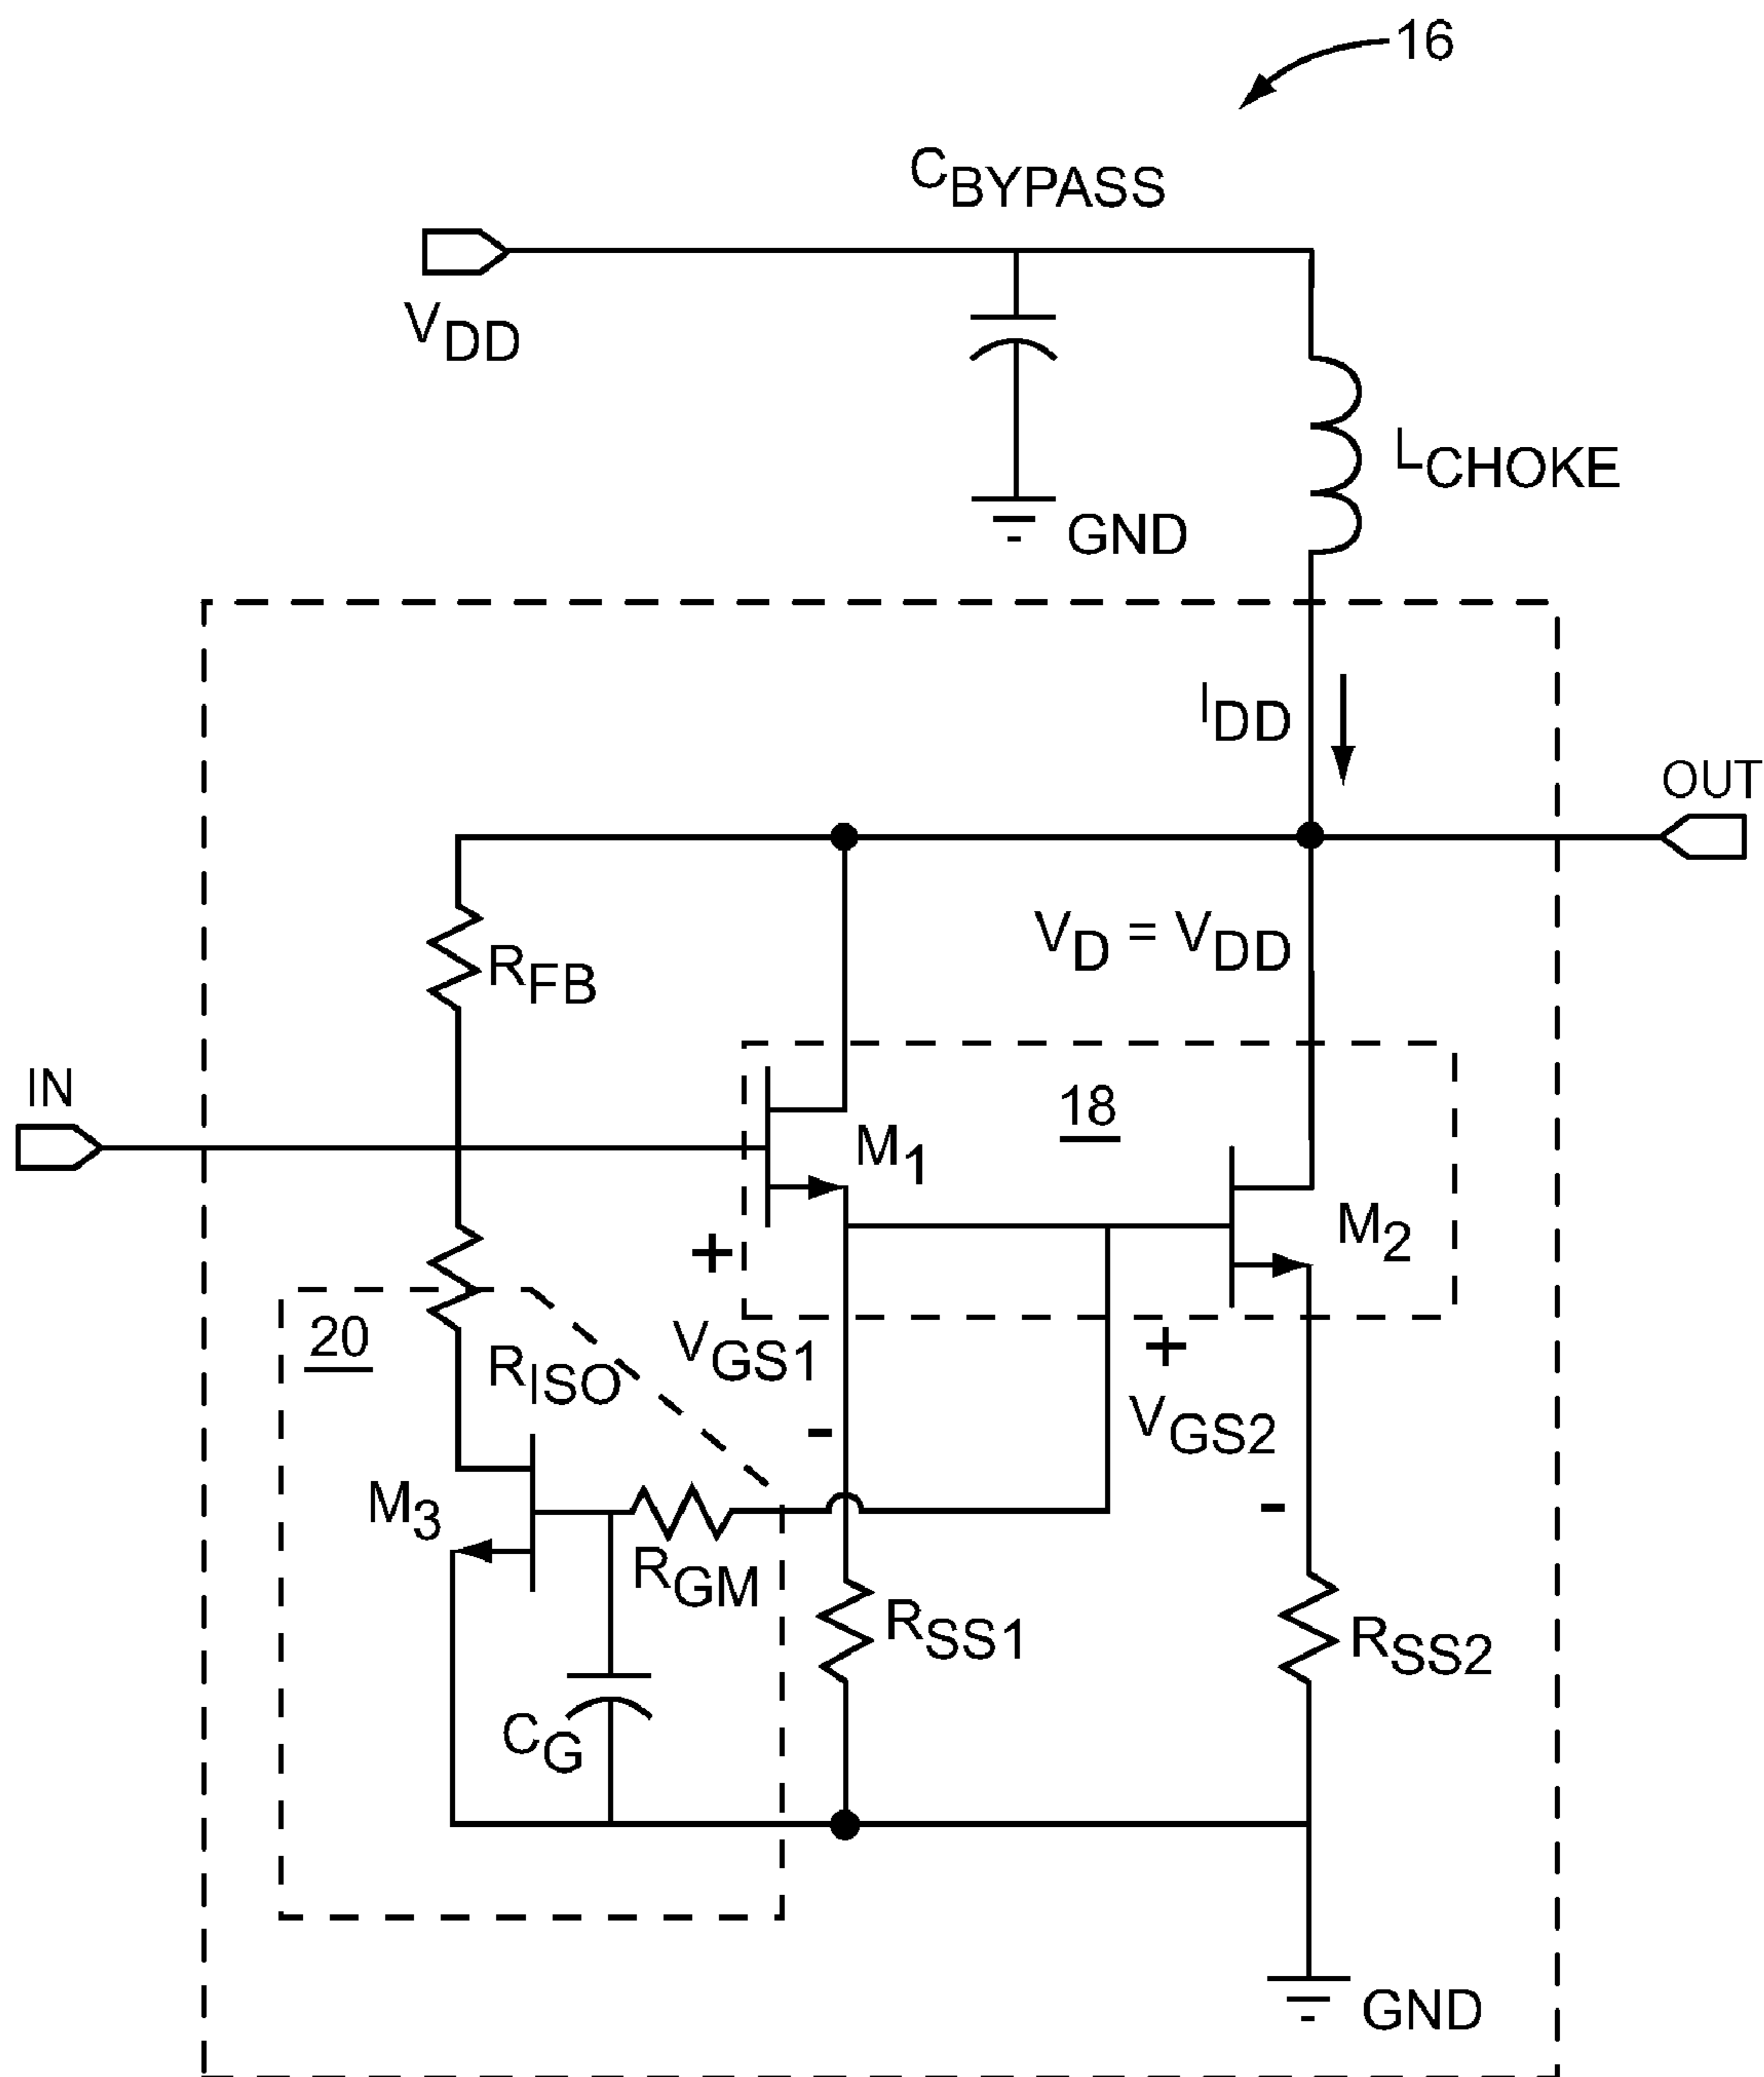 16
CBYPASS
VDD
LCHOKE
GND
IDD
OUT
VD = VDD
RFB
IN
18
M1
M2
+
20
VGS1
+
RISO
VGS2
-
M3
-
RGM
RSS1
RSS2
CG
GND